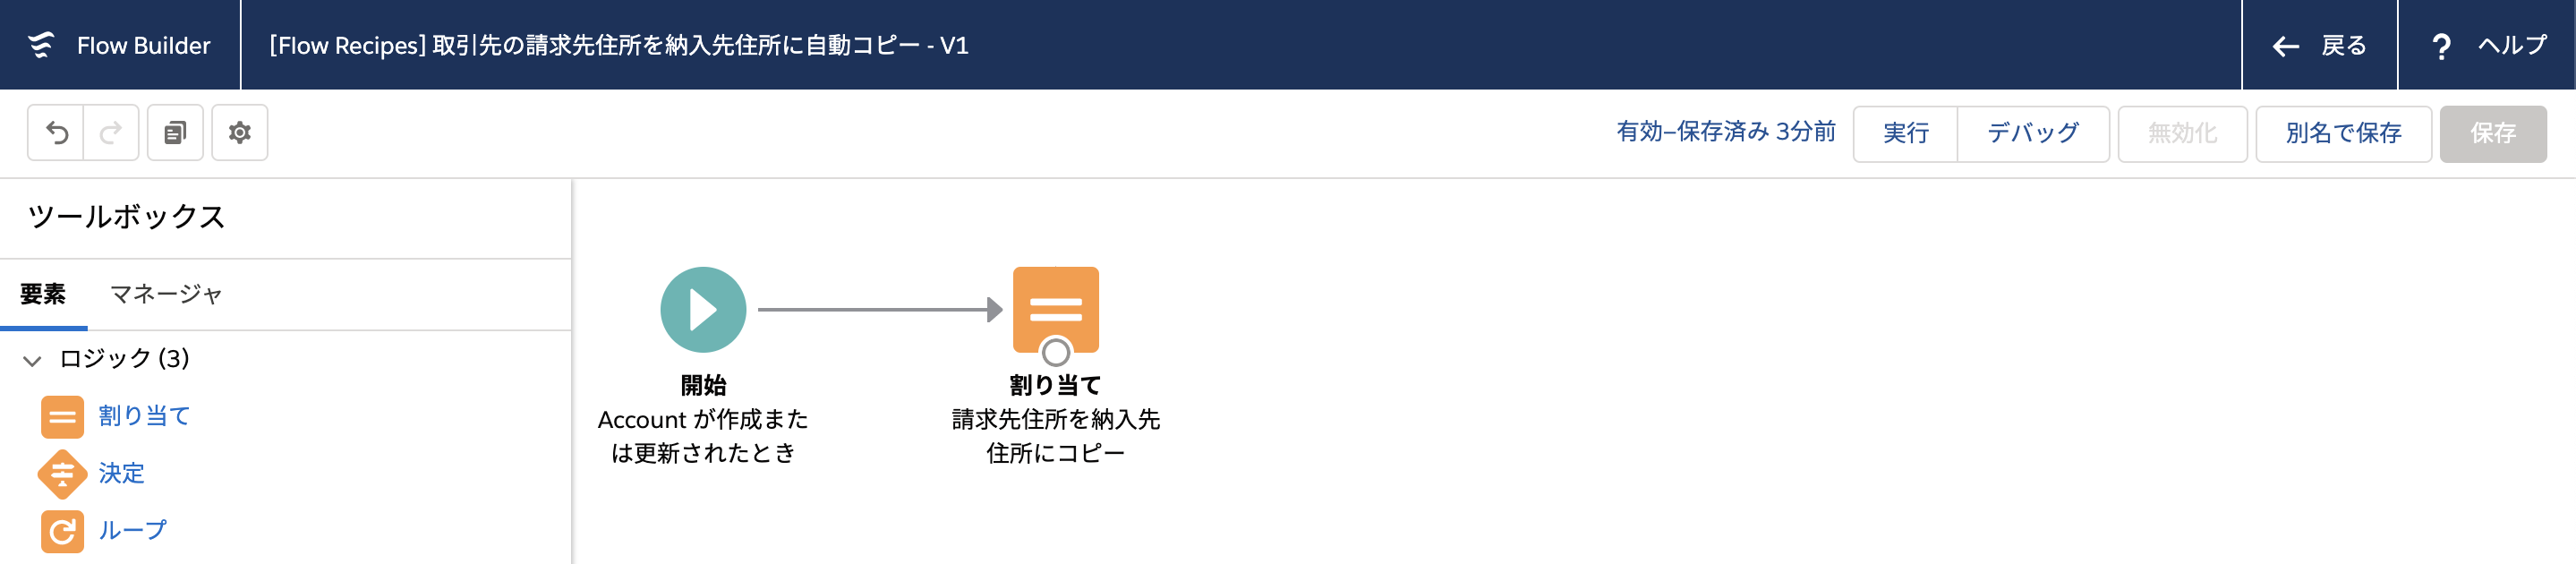 Flow Builder
[Flow Recipes] 取引先の請求先住所を納入先住所に自動コピー - V1
戻る
? ヘルプ
有効–保存済み 3分前
実行
デバッグ
無効化
別名で保存
保存
ツールボックス
要素
マネージャ
ロジック (3)
割り当て
決定
ループ
開始
Account が作成また
は更新されたとき
割り当て
請求先住所を納入先
住所にコピー